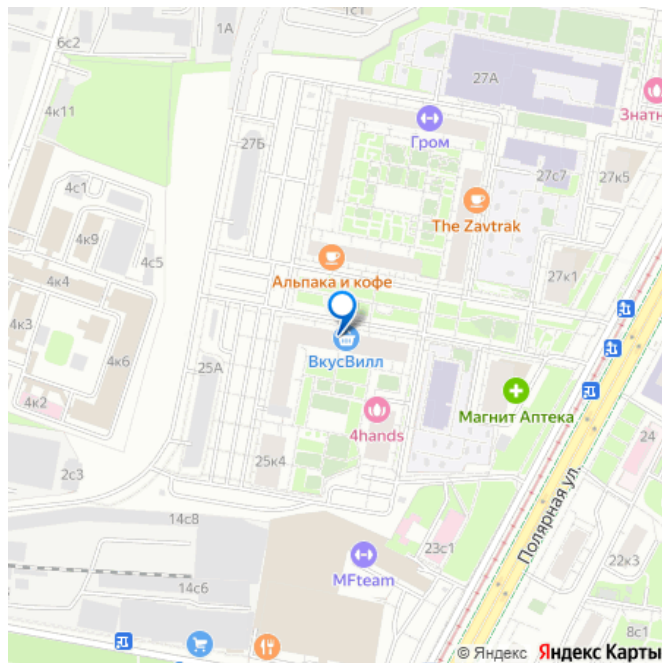 1с1
6с2
1А
27А
Знатн
4к11
Гром
27Б
27с7
27к5
4с1
The Zavtrak
4к9
4с5
Альпака и кофе
27к1
4к4
4к3
4к6
ВкусВилл
25А
4к2
Магнит Аптека
4hands
24
25к4
2с3
Полярная ул.
14с8
23с1
22к3
MFteam
14с6
8с1
© Яндекс Яндекс Карты